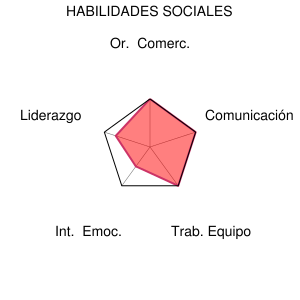 HABILIDADES SOCIALES
Or. Comerc.
Liderazgo
Comunicación
Int. Emoc.
Trab. Equipo